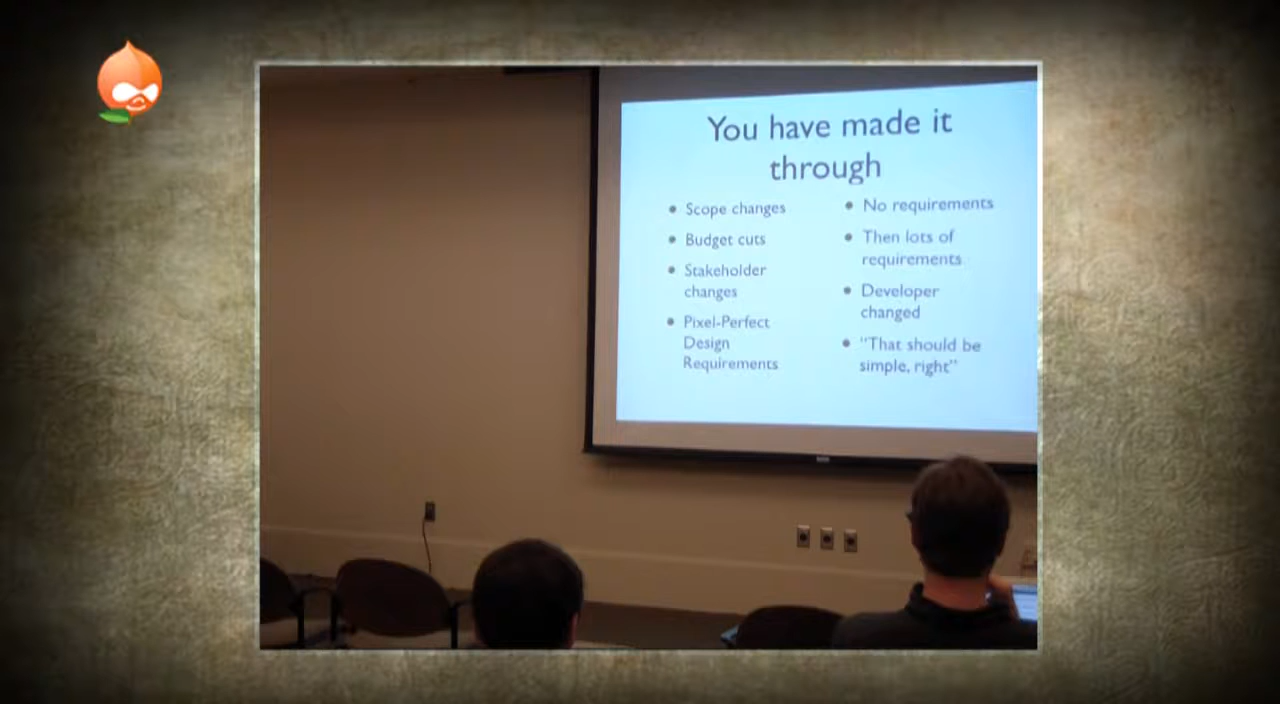 You have made it
through
Scope changes
Budget cuts
Stakeholder
changes
Pixel-Perfect
Design
Requirements
No requirements
Then lots of
requirements
Developer
changed
"That should be
simple, right"